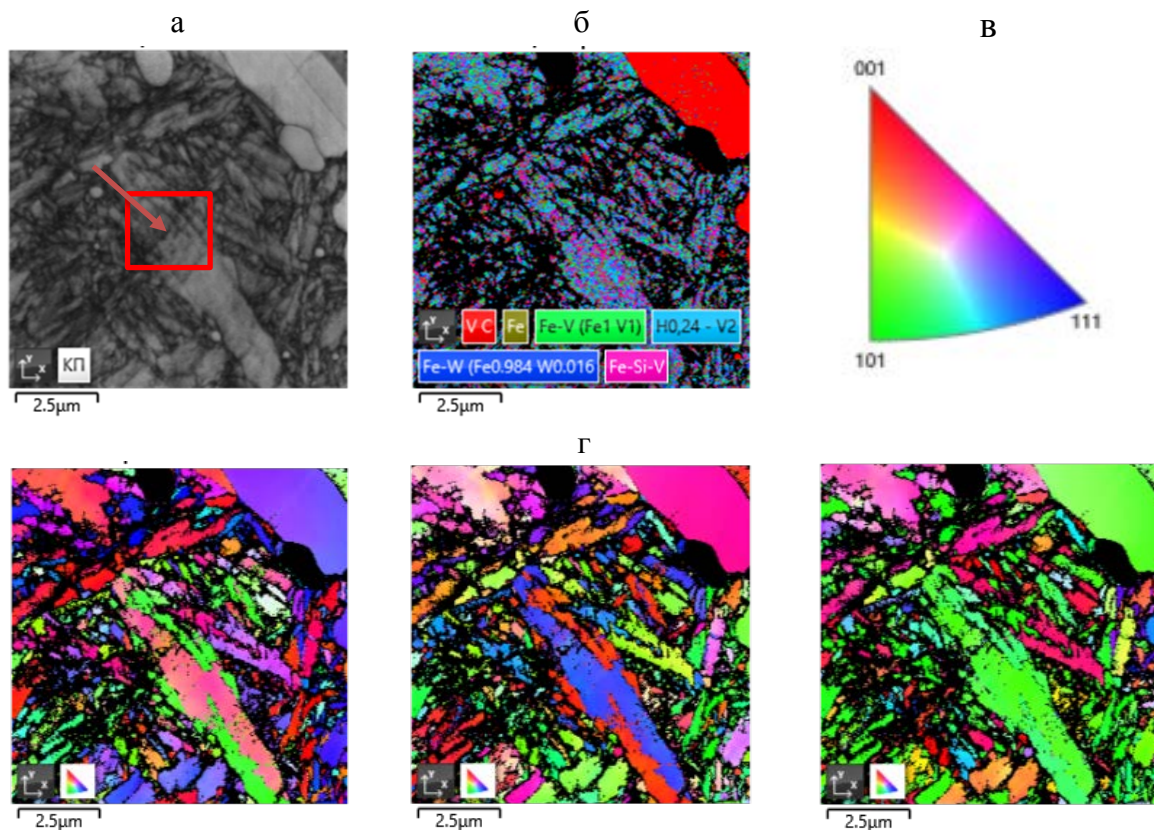 а
б
в
Y
X
КП
2.5µm
Y
X
V C
Fe
Fe-V (Fe1 V1)
H0,24 - V2
Fe-W (Fe0.984 W0.016
Fe-Si-V
2.5µm
001
101
111
г
Y
X
2.5µm
Y
X
2.5µm
Y
X
2.5µm